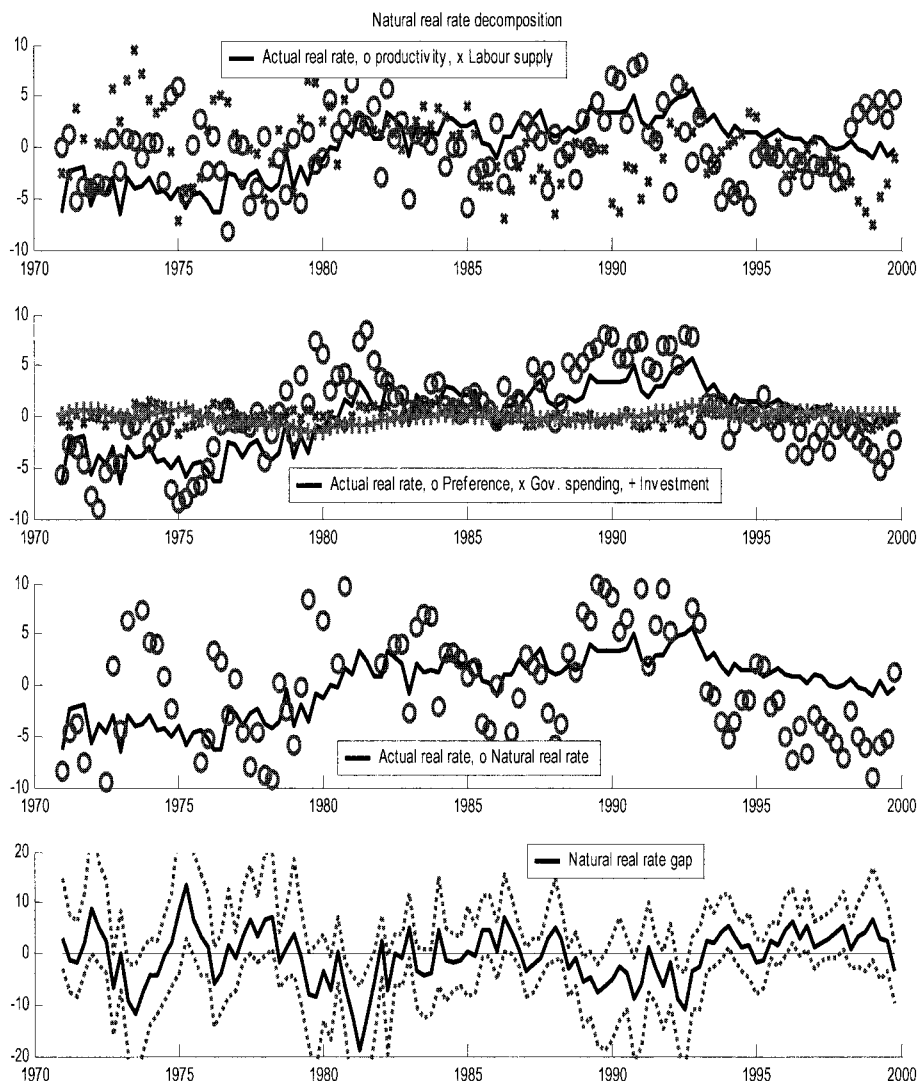 Natural real rate decomposition
10
Actual real rate, o productivity, x Labour supply
5
0
-5
-10
1970 1975 1980 1985 1990 1995 2000
10
5
0
-5
Actual real rate, o Preference, x Gov. spending, + Investment
-10
1970 1975 1980 1985 1990 1995 2000
10
5
0
-5
Actual real rate, o Natural real rate
-10
1970 1975 1980 1985 1990 1995 2000
20
Natural real rate gap
10
0
-10
-20
1970 1975 1980 1985 1990 1995 2000